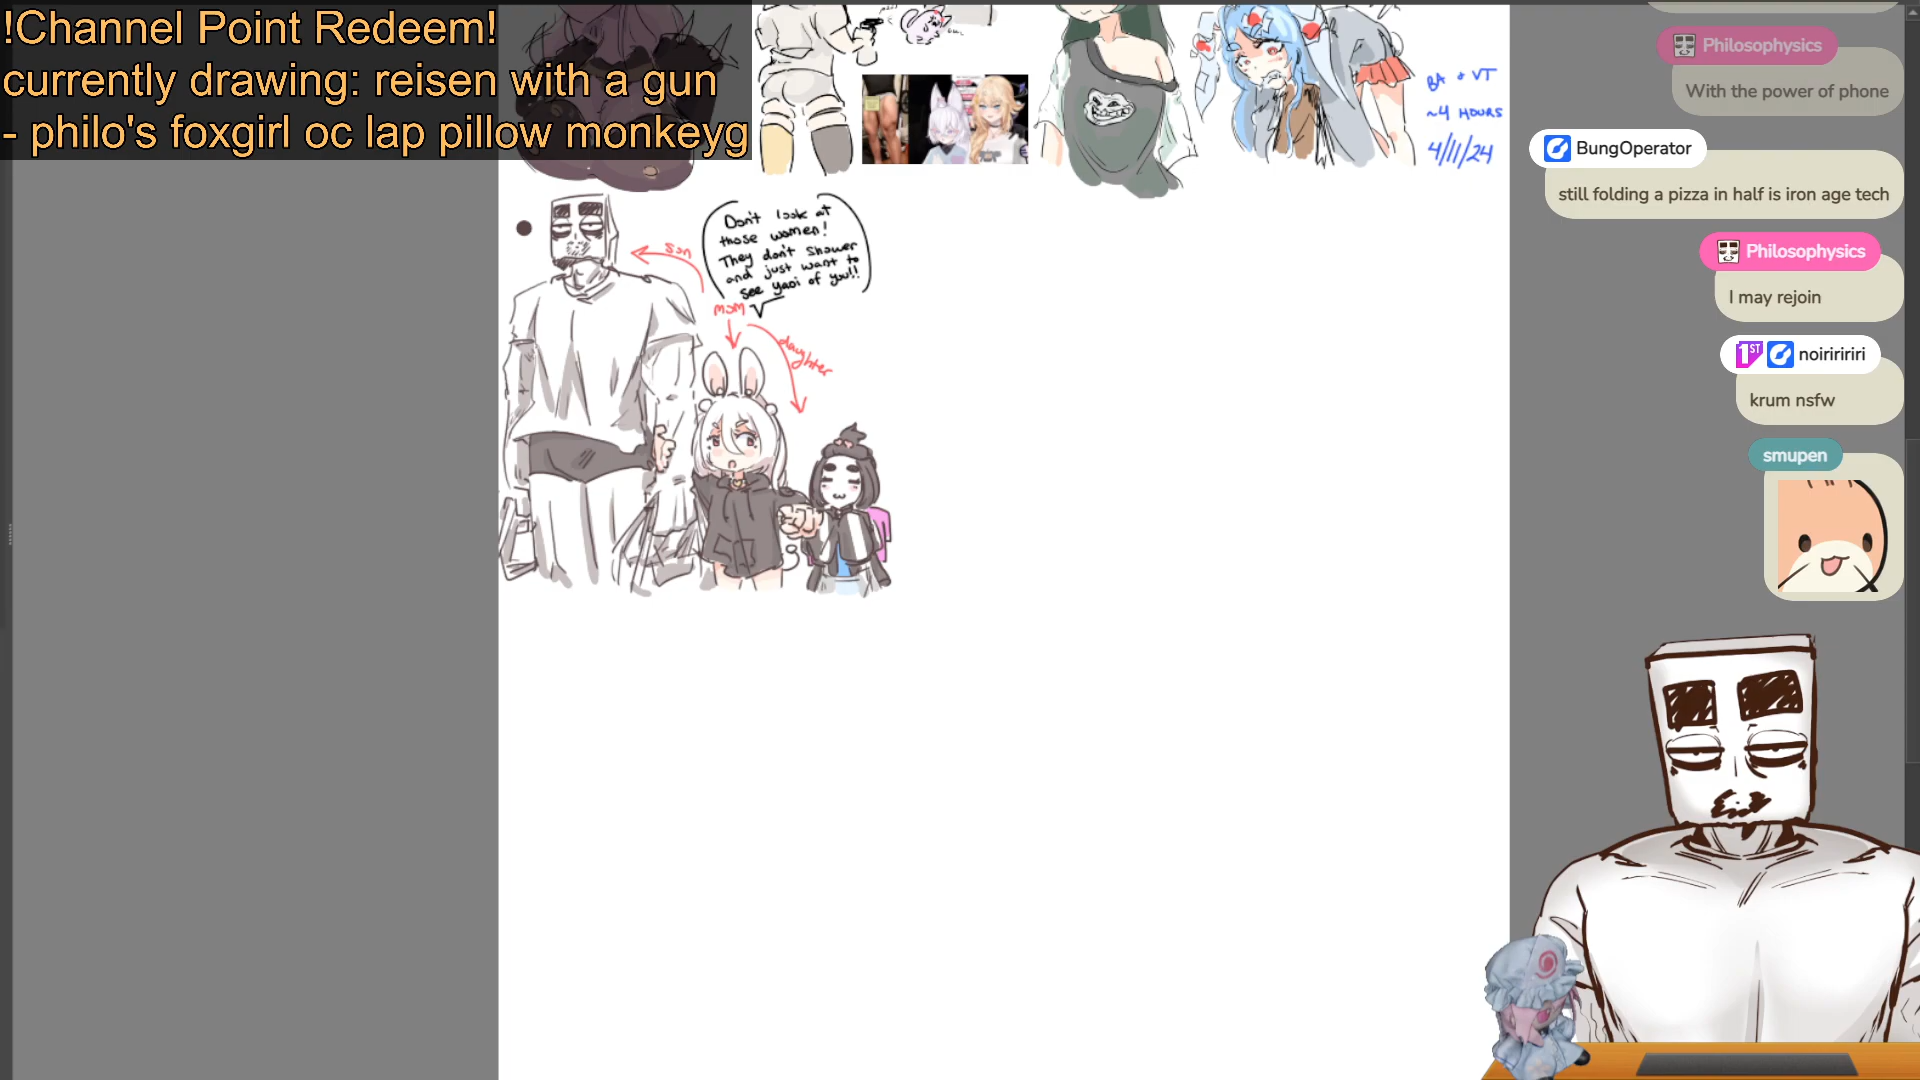 !Channel Point Redeem!
currently drawing: reisen with a gun
- philo's foxgirl oc lap pillow monkeyg
BA + VT
~4 HOURS
4/11/24
Don't look at
those women!
They don't shower
and just want to
see yaoi of you!!
son
mom
daughter
Philosophysics
With the power of phone
BungOperator
still folding a pizza in half is iron age tech
Philosophysics
I may rejoin
1ST noiriririri
krum nsfw
smupen